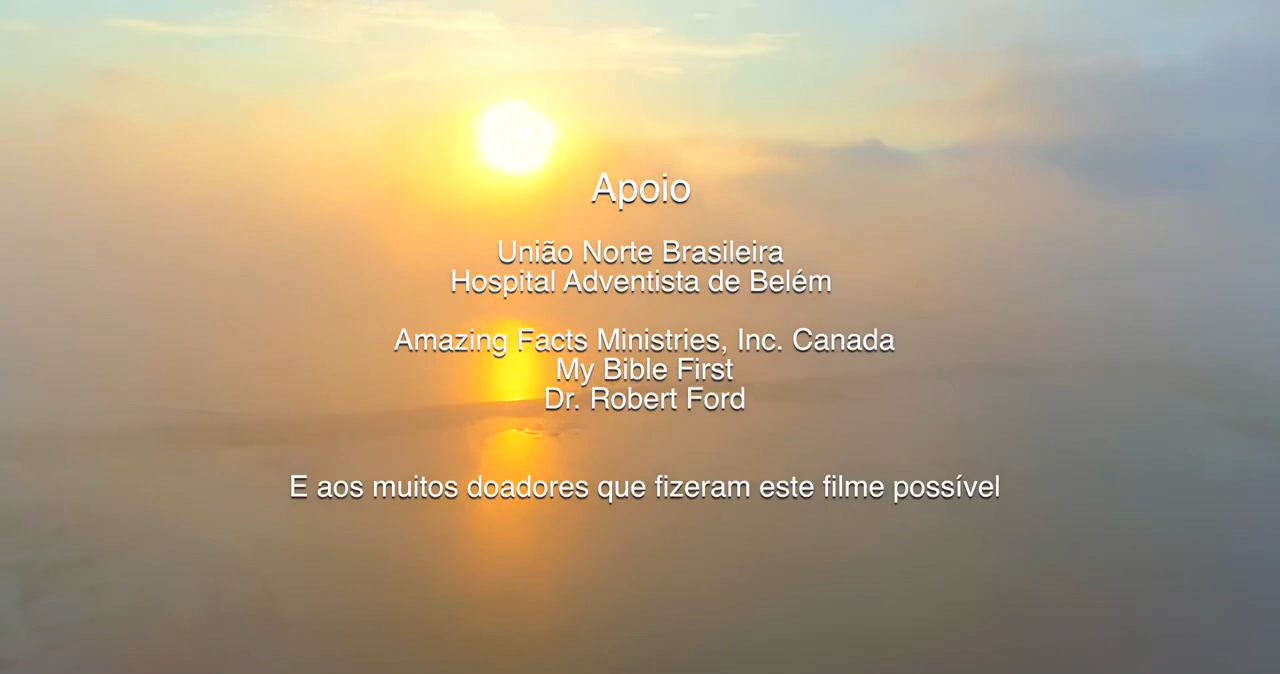 Apoio
União Norte Brasileira
Hospital Adventista de Belém
Amazing Facts Ministries, Inc. Canada
My Bible First
Dr. Robert Ford
E aos muitos doadores que fizeram este filme possível